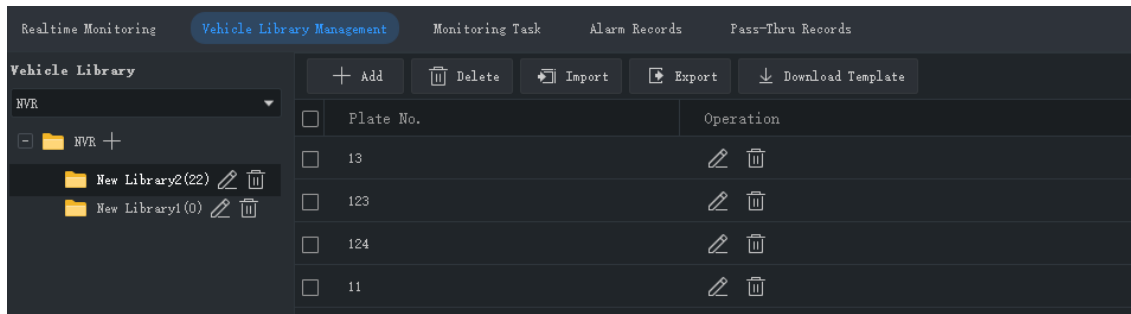 Realtime Monitoring Vehicle Library Management Monitoring Task Alarm Records Pass-Thru Records
Vehicle Library
NVR
NVR
New Library2(22)
New Library1(0)
Add Delete Import Export Download Template
Plate No. Operation
13
123
124
11